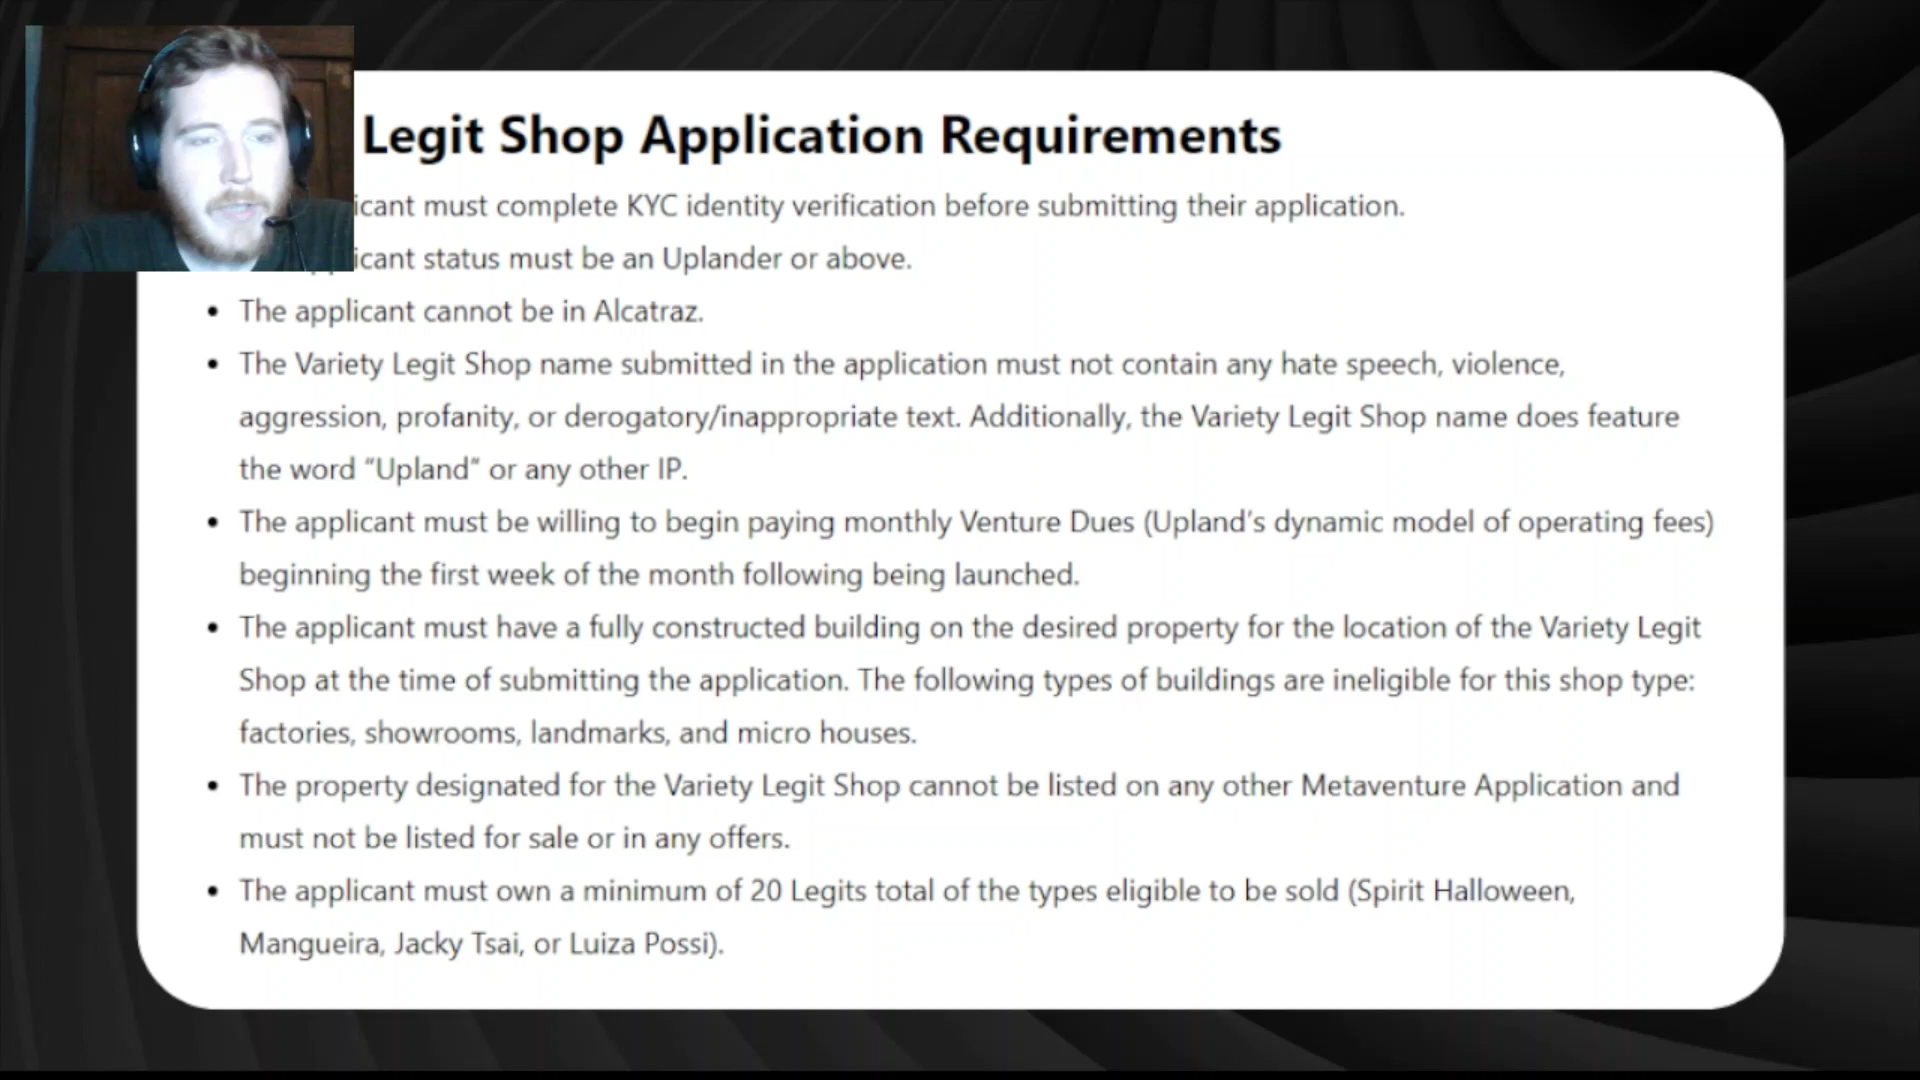 Legit Shop Application Requirements
icant must complete KYC identity verification before submitting their application.
icant status must be an Uplander or above.
• The applicant cannot be in Alcatraz.
• The Variety Legit Shop name submitted in the application must not contain any hate speech, violence,
aggression, profanity, or derogatory/inappropriate text. Additionally, the Variety Legit Shop name does feature
the word “Upland” or any other IP.
• The applicant must be willing to begin paying monthly Venture Dues (Upland’s dynamic model of operating fees)
beginning the first week of the month following being launched.
• The applicant must have a fully constructed building on the desired property for the location of the Variety Legit
Shop at the time of submitting the application. The following types of buildings are ineligible for this shop type:
factories, showrooms, landmarks, and micro houses.
• The property designated for the Variety Legit Shop cannot be listed on any other Metaventure Application and
must not be listed for sale or in any offers.
• The applicant must own a minimum of 20 Legits total of the types eligible to be sold (Spirit Halloween,
Mangueira, Jacky Tsai, or Luiza Possi).